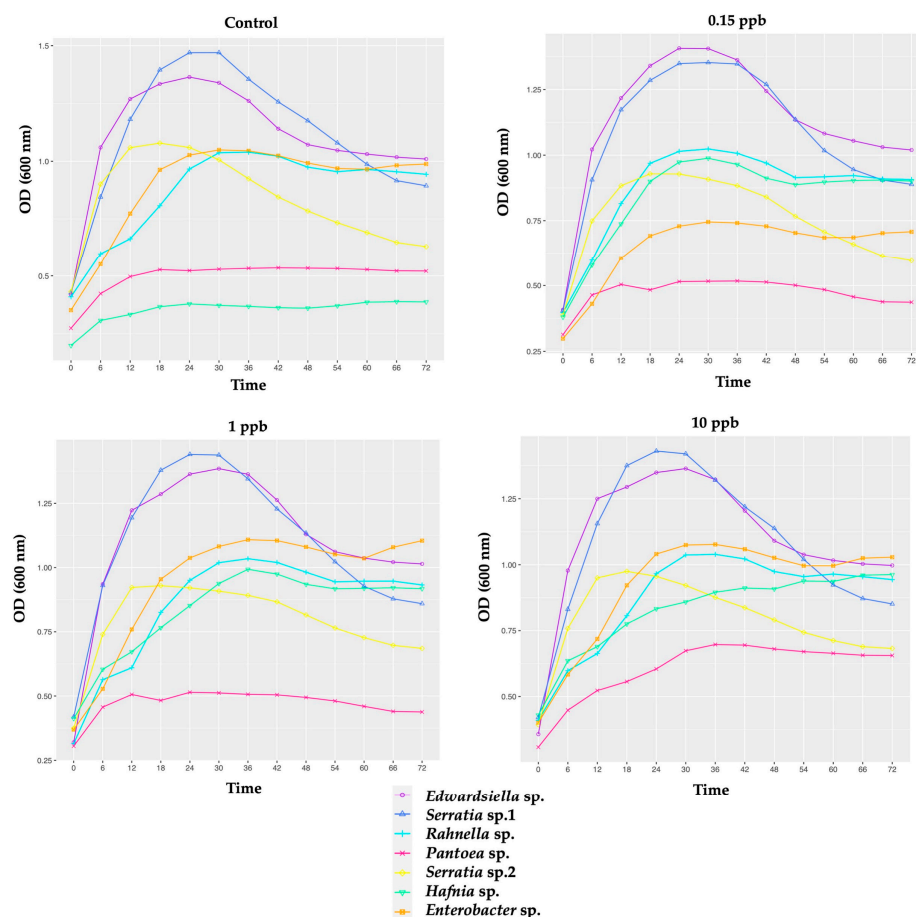 Control
1.5
1.0
0.5
OD (600 nm)
0 6 12 18 24 30 36 42 48 54 60 66 72
Time
0.15 ppb
1.25
1.00
0.75
0.50
0.25
OD (600 nm)
0 6 12 18 24 30 36 42 48 54 60 66 72
Time
1 ppb
1.25
1.00
0.75
0.50
0.25
OD (600 nm)
0 6 12 18 24 30 36 42 48 54 60 66 72
Time
10 ppb
1.25
1.00
0.75
0.50
OD (600 nm)
0 6 12 18 24 30 36 42 48 54 60 66 72
Time
Edwardsiella sp.
Serratia sp.1
Rahnella sp.
Pantoea sp.
Serratia sp.2
Hafnia sp.
Enterobacter sp.